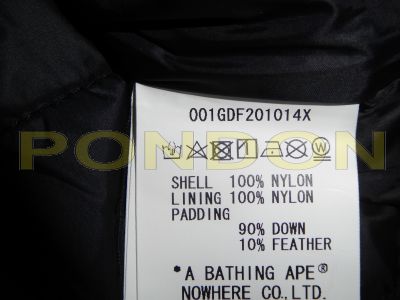 001GDF201014X
PONDON
SHELL 100% NYLON
LINING 100% NYLON
PADDING
90% DOWN
10% FEATHER
*A BATHING APE®
NOWHERE CO., LTD.